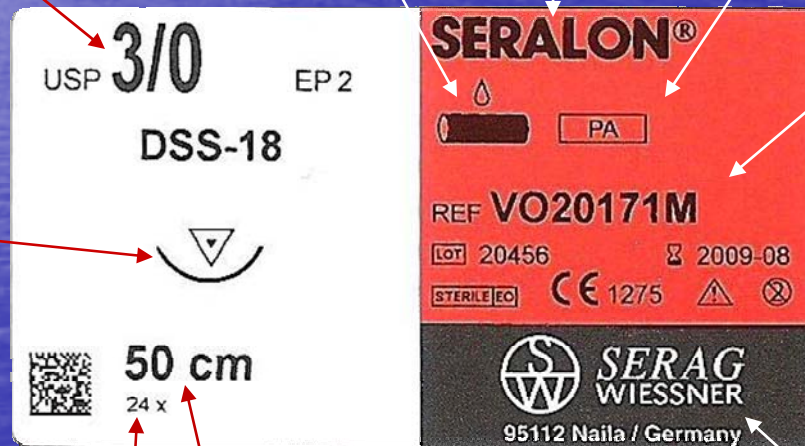 USP 3/0 EP 2
DSS-18
50 cm
24 x
SERALON®
PA
REF VO20171M
LOT 20456 2009-08
STERILE EO CE 1275
SW SERAG
WIESSNER
95112 Naila / Germany